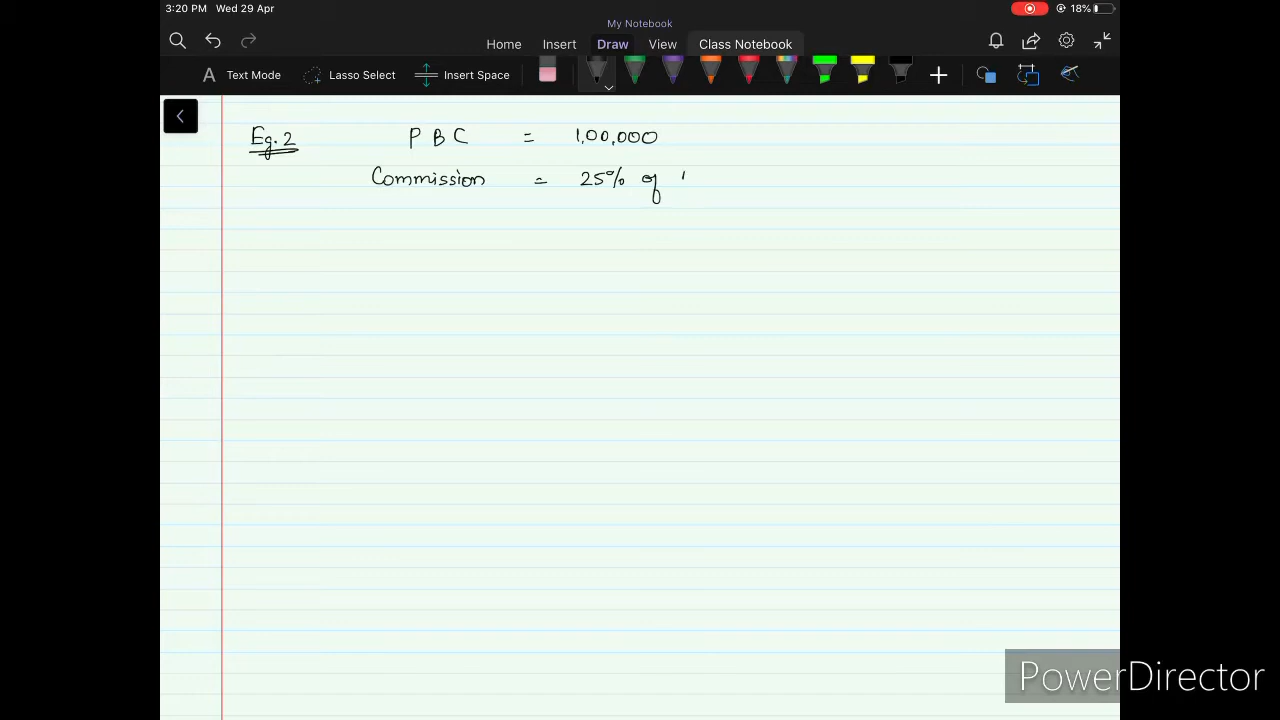 3:20 PM Wed 29 Apr
18%
My Notebook
Home Insert Draw View Class Notebook
A Text Mode Lasso Select Insert Space
Eg. 2 P B C = 1,00,000
Commission = 25% of
PowerDirector